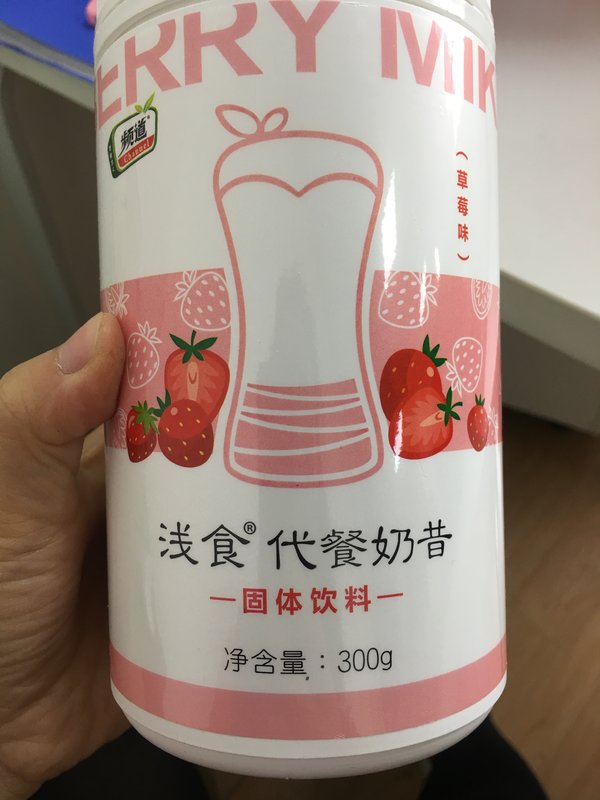 ERRY MIK
频道®
Channel
（草莓味）
浅食®代餐奶昔
固体饮料
净含量：300g